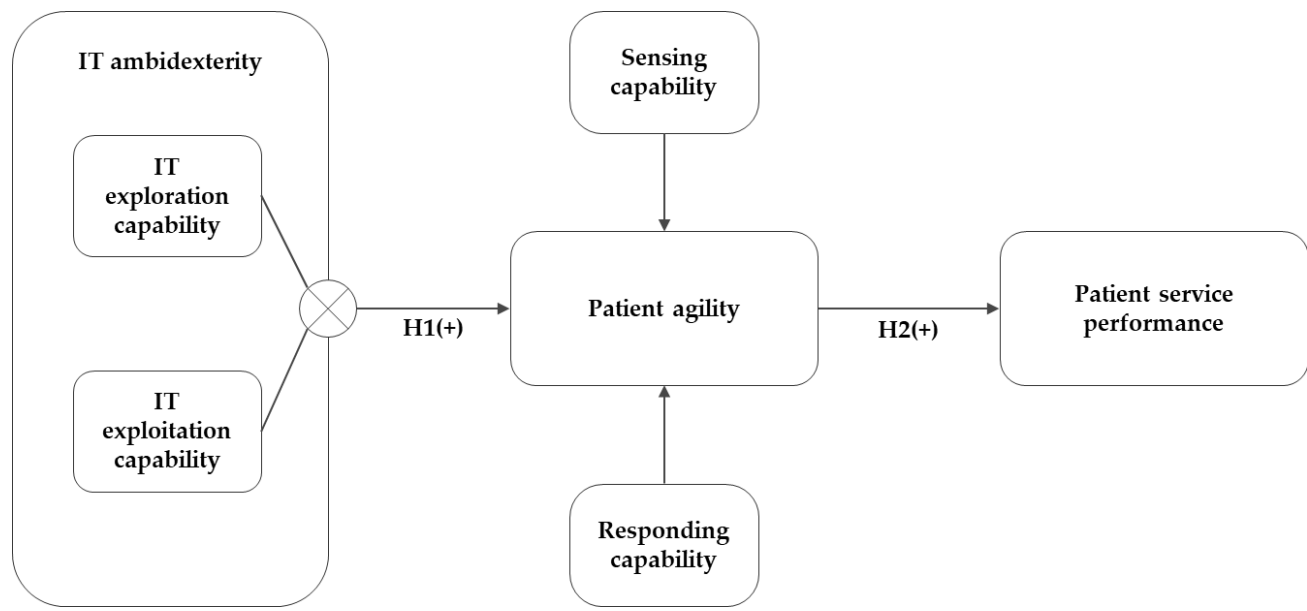 IT ambidexterity
IT
exploration
capability
IT
exploitation
capability
H1(+)
Sensing
capability
Patient agility
Responding
capability
H2(+)
Patient service
performance